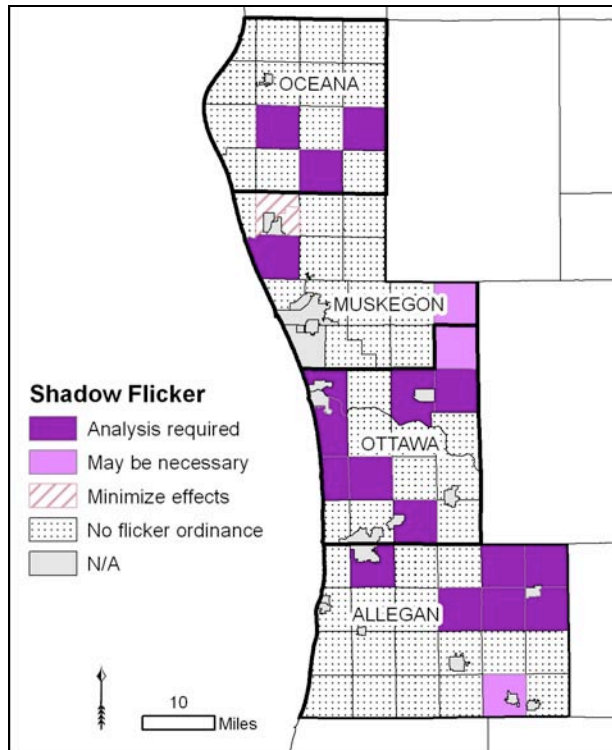 OCEANA
MUSKEGON
Shadow Flicker
Analysis required
May be necessary
Minimize effects
No flicker ordinance
N/A
OTTAWA
ALLEGAN
10
Miles